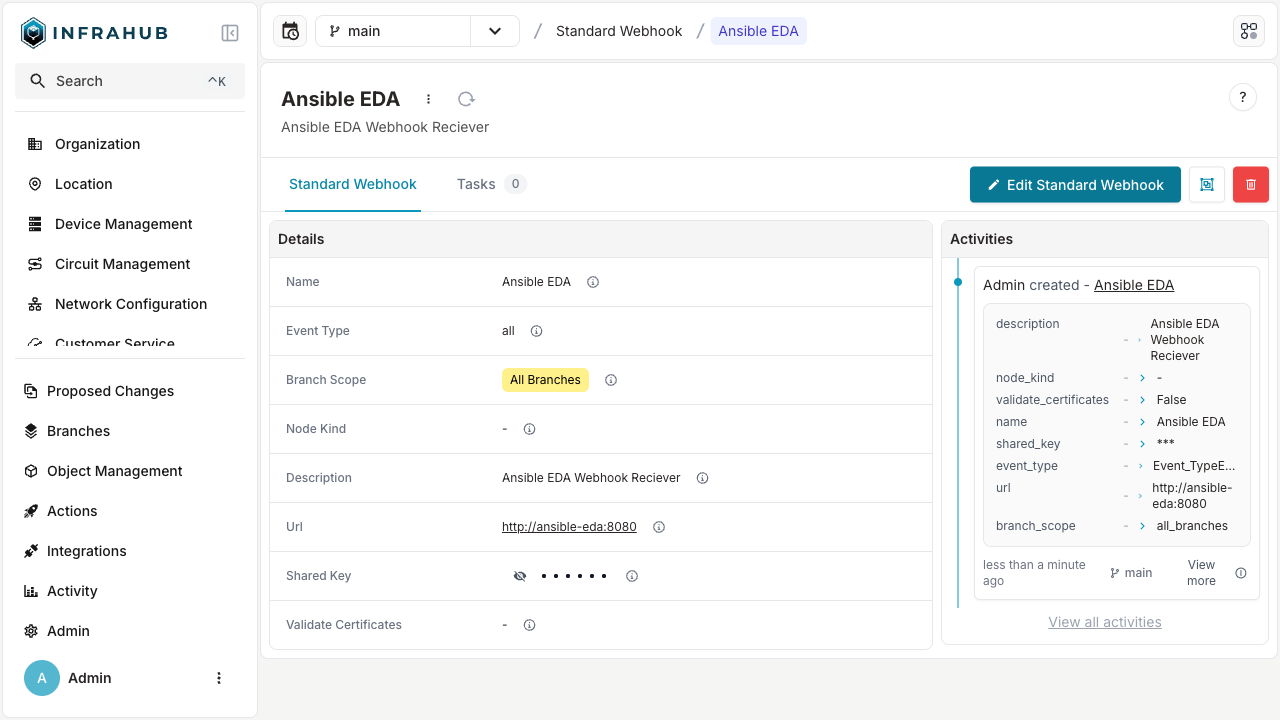 INFRAHUB
Search ^K
Organization
Location
Device Management
Circuit Management
Network Configuration
Customer Service
Proposed Changes
Branches
Object Management
Actions
Integrations
Activity
Admin
A Admin
main / Standard Webhook / Ansible EDA
Ansible EDA
Ansible EDA Webhook Reciever
?
Standard Webhook Tasks 0
Edit Standard Webhook
Details
Name Ansible EDA
Event Type all
Branch Scope All Branches
Node Kind -
Description Ansible EDA Webhook Reciever
Url http://ansible-eda:8080
Shared Key ••••••
Validate Certificates -
Activities
Admin created - Ansible EDA
description - › Ansible EDA
Webhook
Reciever
node_kind - › -
validate_certificates - › False
name - › Ansible EDA
shared_key - › ***
event_type - › Event_TypeE...
url - › http://ansible-
eda:8080
branch_scope - › all_branches
less than a minute
ago
main
View
more
View all activities